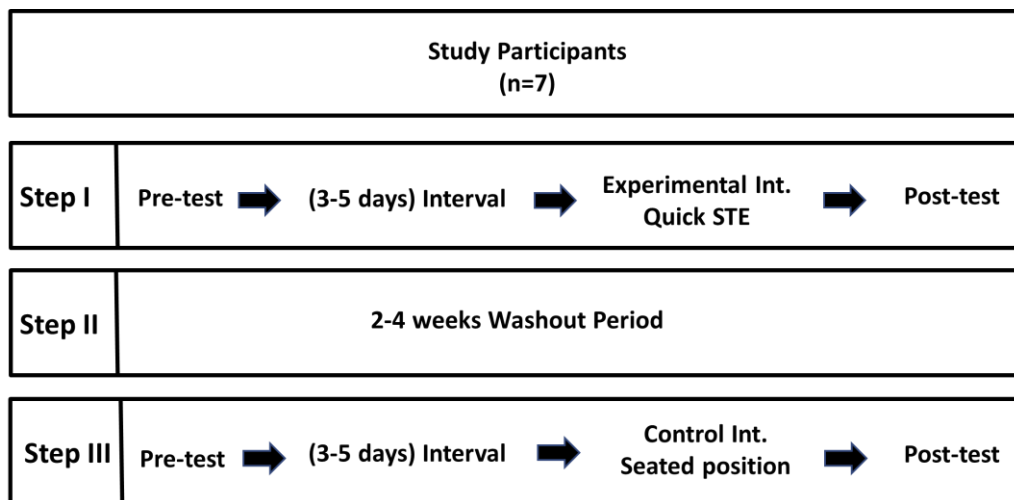 Study Participants
(n=7)
Step I
Pre-test
(3-5 days) Interval
Experimental Int.
Quick STE
Post-test
Step II
2-4 weeks Washout Period
Step III
Pre-test
(3-5 days) Interval
Control Int.
Seated position
Post-test